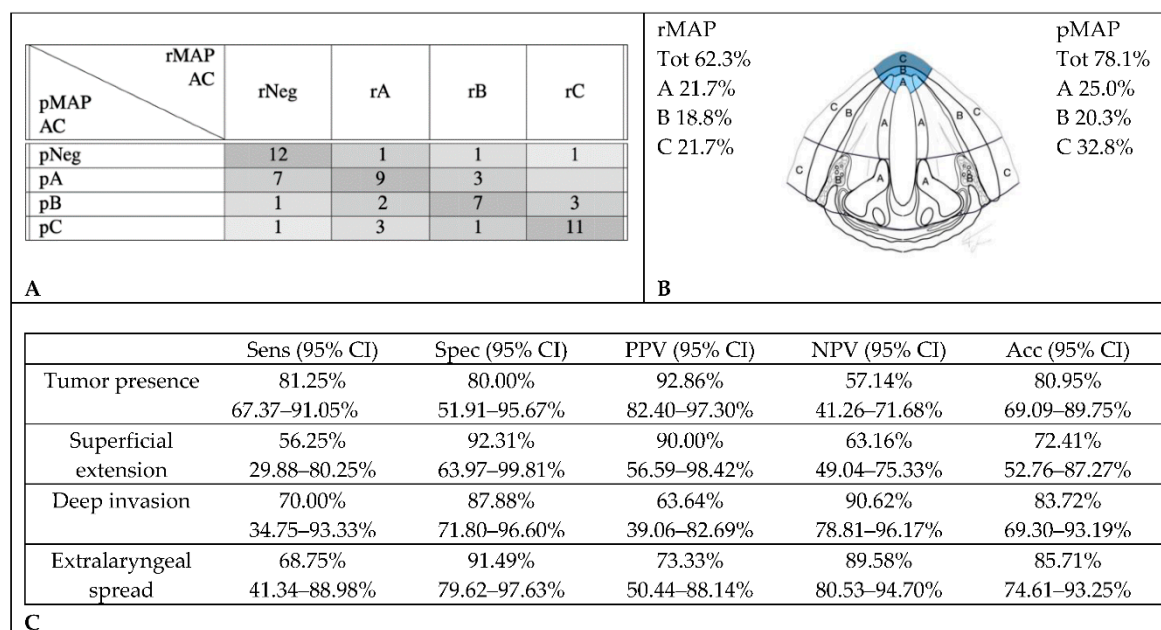 rMAP
AC
pMAP
AC
rNeg rA rB rC
pNeg 12 1 1 1
pA 7 9 3
pB 1 2 7 3
pC 1 3 1 11
A
rMAP
Tot 62.3%
A 21.7%
B 18.8%
C 21.7%
C
B
A
C B A A B C
C B A A B C
pMAP
Tot 78.1%
A 25.0%
B 20.3%
C 32.8%
B
Sens (95% CI) Spec (95% CI) PPV (95% CI) NPV (95% CI) Acc (95% CI)
Tumor presence 81.25% 80.00% 92.86% 57.14% 80.95%
67.37–91.05% 51.91–95.67% 82.40–97.30% 41.26–71.68% 69.09–89.75%
Superficial 56.25% 92.31% 90.00% 63.16% 72.41%
extension 29.88–80.25% 63.97–99.81% 56.59–98.42% 49.04–75.33% 52.76–87.27%
Deep invasion 70.00% 87.88% 63.64% 90.62% 83.72%
34.75–93.33% 71.80–96.60% 39.06–82.69% 78.81–96.17% 69.30–93.19%
Extralaryngeal 68.75% 91.49% 73.33% 89.58% 85.71%
spread 41.34–88.98% 79.62–97.63% 50.44–88.14% 80.53–94.70% 74.61–93.25%
C